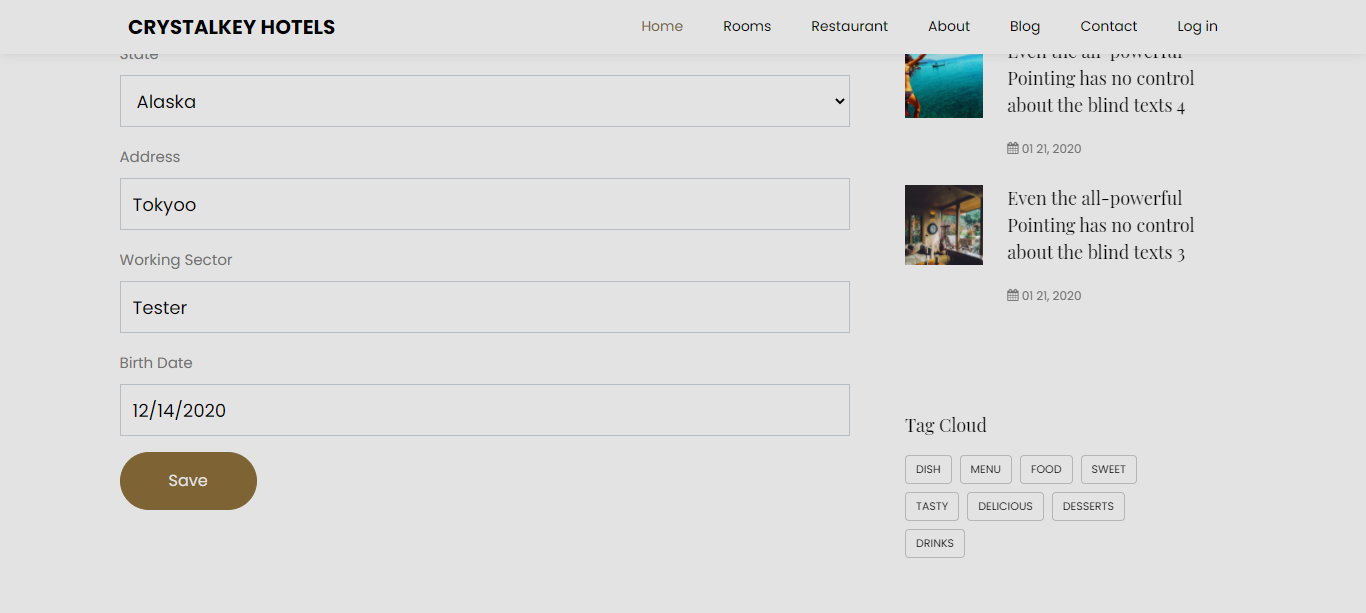 CRYSTALKEY HOTELS
Home Rooms Restaurant About Blog Contact Log in
State
Alaska
Address
Tokyoo
Working Sector
Tester
Birth Date
12/14/2020
Save
Even the all-powerful
Pointing has no control
about the blind texts 4
01 21, 2020
Even the all-powerful
Pointing has no control
about the blind texts 3
01 21, 2020
Tag Cloud
DISH MENU FOOD SWEET
TASTY DELICIOUS DESSERTS
DRINKS